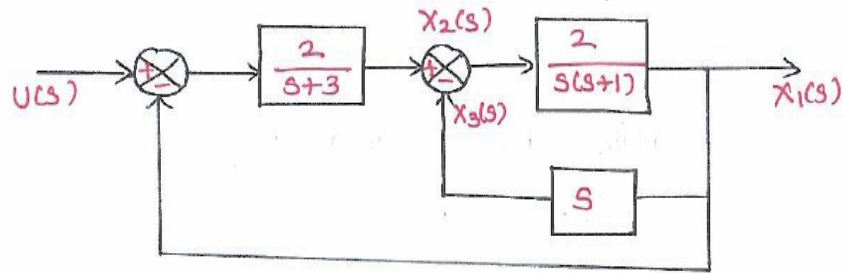 X2(S)
2
2
+
S+3
+
S(S+1)
U(S)
-
-
X3(S)
X1(S)
S